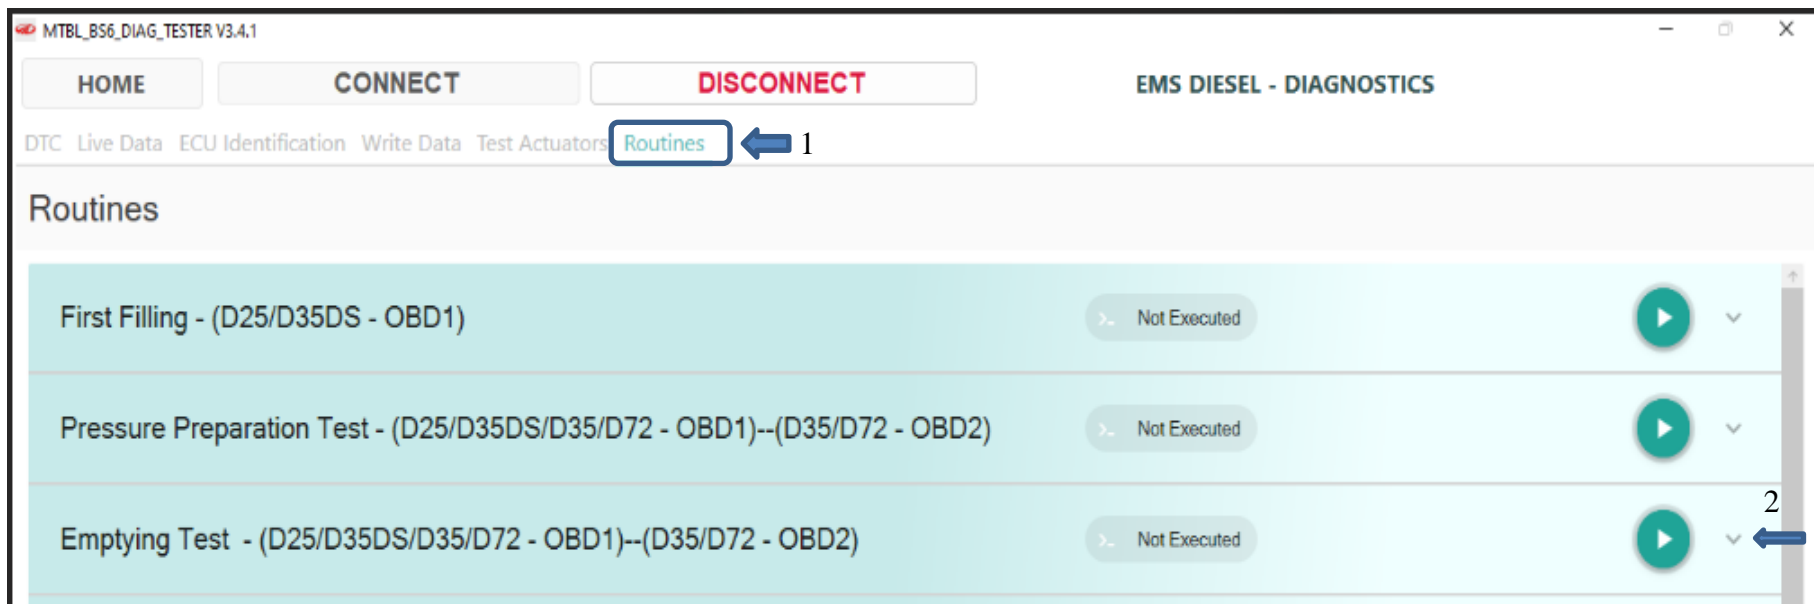 MTBL_BS6_DIAG_TESTER V3.4.1
HOME CONNECT DISCONNECT EMS DIESEL - DIAGNOSTICS
DTC Live Data ECU Identification Write Data Test Actuators Routines 1
Routines
First Filling - (D25/D35DS - OBD1) >_ Not Executed
Pressure Preparation Test - (D25/D35DS/D35/D72 - OBD1)--(D35/D72 - OBD2) >_ Not Executed
2
Emptying Test - (D25/D35DS/D35/D72 - OBD1)--(D35/D72 - OBD2) >_ Not Executed